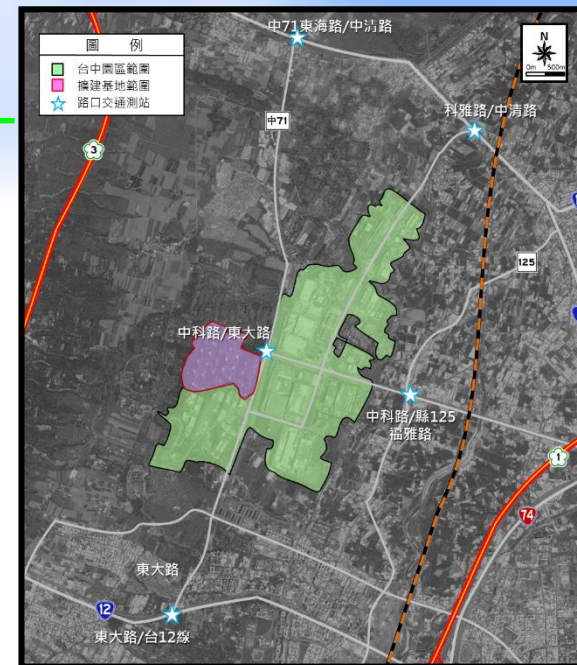 圖 例
台中園區範圍
擴建基地範圍
路口交通測站
N
0m 500m
中71東海路/中清路
科雅路/中清路
中71
3
125
中科路/東大路
中科路/縣125
福雅路
1
74
東大路
12
東大路/台12線